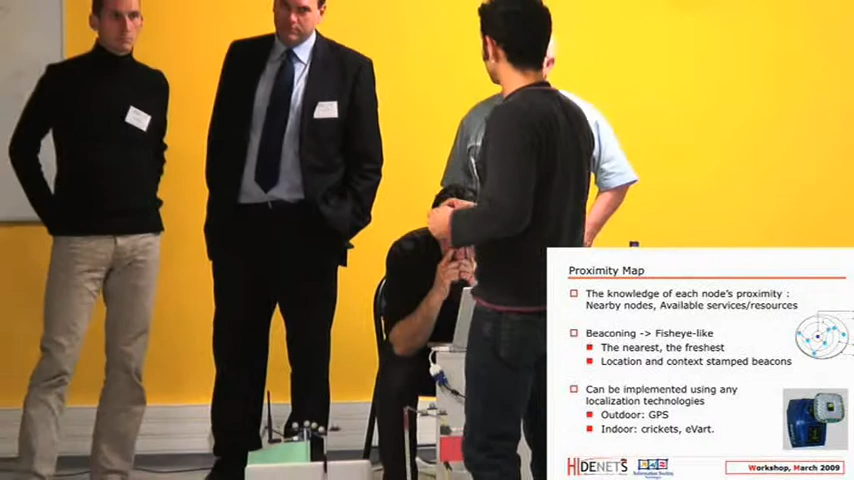 Proximity Map
The knowledge of each node's proximity :
Nearby nodes, Available services/resources
Beaconing -> Fisheye-like
The nearest, the freshest
Location and context stamped beacons
Can be implemented using any
localization technologies
Outdoor: GPS
Indoor: crickets, eVart.
HIDENETS
Workshop, March 2009